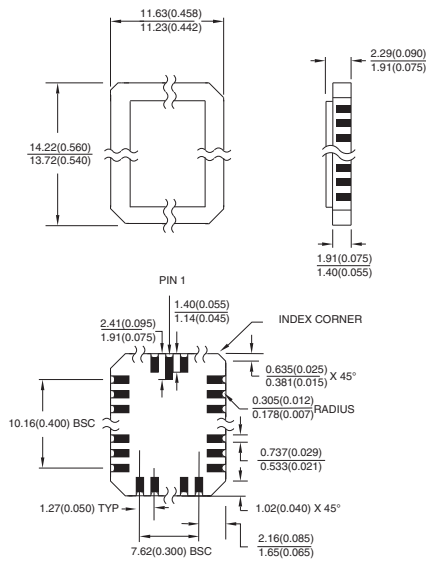 11.63(0.458)
11.23(0.442)
2.29(0.090)
1.91(0.075)
14.22(0.560)
13.72(0.540)
1.91(0.075)
1.40(0.055)
PIN 1
1.40(0.055)
1.14(0.045)
2.41(0.095)
1.91(0.075)
INDEX CORNER
0.635(0.025)
0.381(0.015) X 45°
0.305(0.012)
0.178(0.007) RADIUS
10.16(0.400) BSC
0.737(0.029)
0.533(0.021)
1.27(0.050) TYP
1.02(0.040) X 45°
7.62(0.300) BSC
2.16(0.085)
1.65(0.065)